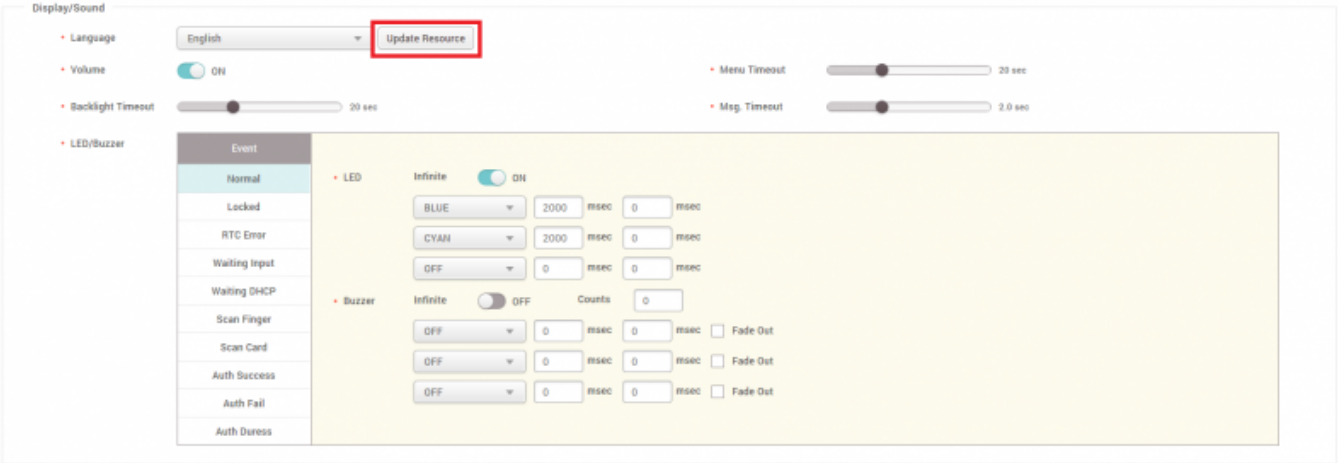 Display/Sound
• Language English Update Resource
• Volume ON • Menu Timeout 20 sec
• Backlight Timeout 20 sec • Msg. Timeout 2.0 sec
• LED/Buzzer Event
Normal • LED Infinite ON
Locked BLUE 2000 msec 0 msec
RTC Error CYAN 2000 msec 0 msec
Waiting Input OFF 0 msec 0 msec
Waiting DHCP • Buzzer Infinite OFF Counts 0
Scan Finger OFF 0 msec 0 msec Fade Out
Scan Card OFF 0 msec 0 msec Fade Out
Auth Success
Auth Fail OFF 0 msec 0 msec Fade Out
Auth Duress